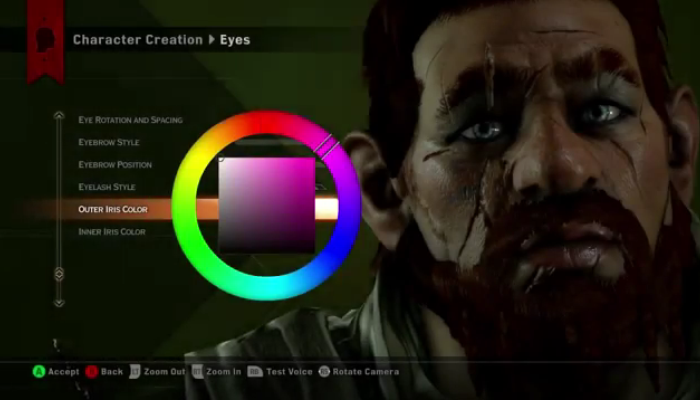 Character Creation Eyes
Eye Rotation and Spacing
Eyebrow Style
Eyebrow Position
Eyelash Style
Outer Iris Color
Inner Iris Color
A Accept B Back Zoom Out Zoom In Test Voice Rotate Camera